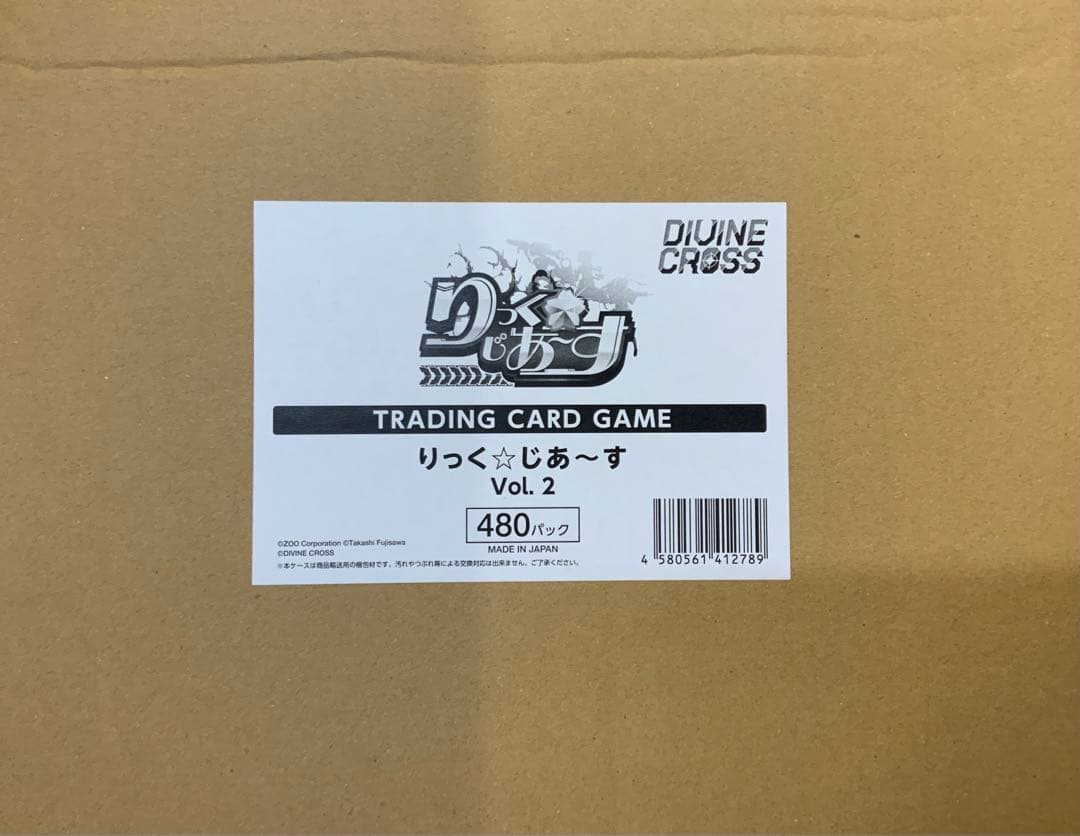 DIVINE
CROSS
りっく☆
じあ〜す
TRADING CARD GAME
りっく☆じあ〜す
Vol. 2
480パック
MADE IN JAPAN
©ZOO Corporation ©Takashi Fujisawa
©DIVINE CROSS
※本ケースは商品輸送用の梱包材です。汚れやつぶれ等による交換対応は出来ません。ご了承ください。
4 580561 412789